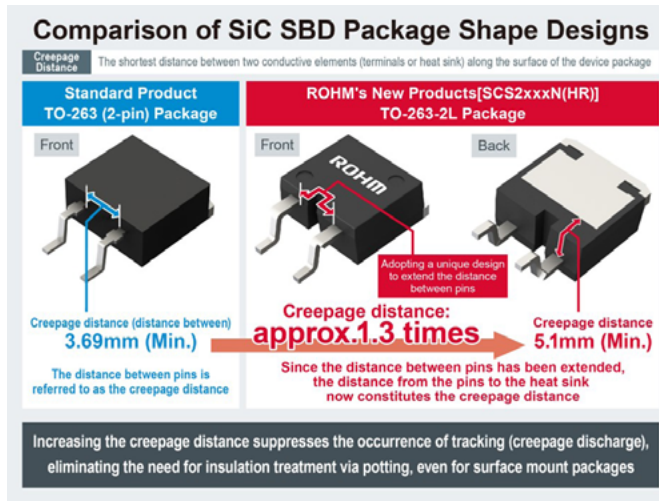 Comparison of SiC SBD Package Shape Designs
Creepage
Distance
The shortest distance between two conductive elements (terminals or heat sink) along the surface of the device package
Standard Product
TO-263 (2-pin) Package
Front
Creepage distance (distance between)
3.69mm (Min.)
The distance between pins is
referred to as the creepage distance
ROHM's New Products[SCS2xxxN(HR)]
TO-263-2L Package
Front
ROHM
Back
Adopting a unique design
to extend the distance
between pins
Creepage distance:
approx.1.3 times
Creepage distance
5.1mm (Min.)
Since the distance between pins has been extended,
the distance from the pins to the heat sink
now constitutes the creepage distance
Increasing the creepage distance suppresses the occurrence of tracking (creepage discharge),
eliminating the need for insulation treatment via potting, even for surface mount packages